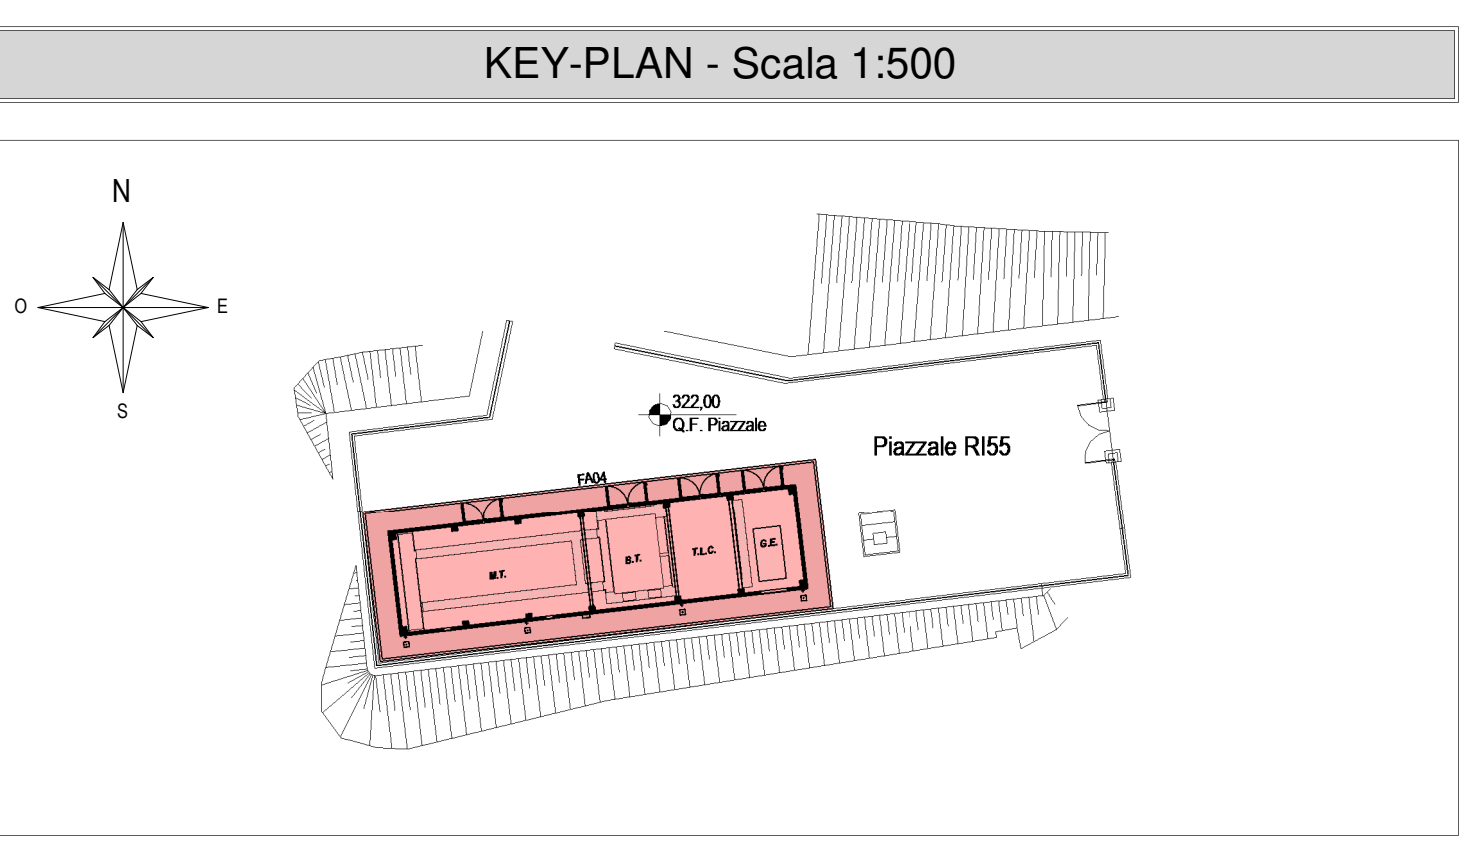 KEY-PLAN - Scala 1:500
N
O
E
S
322,00
Q.F. Piazzale
Piazzale RI55
FA04
M.T.
B.T.
T.L.C.
G.E.